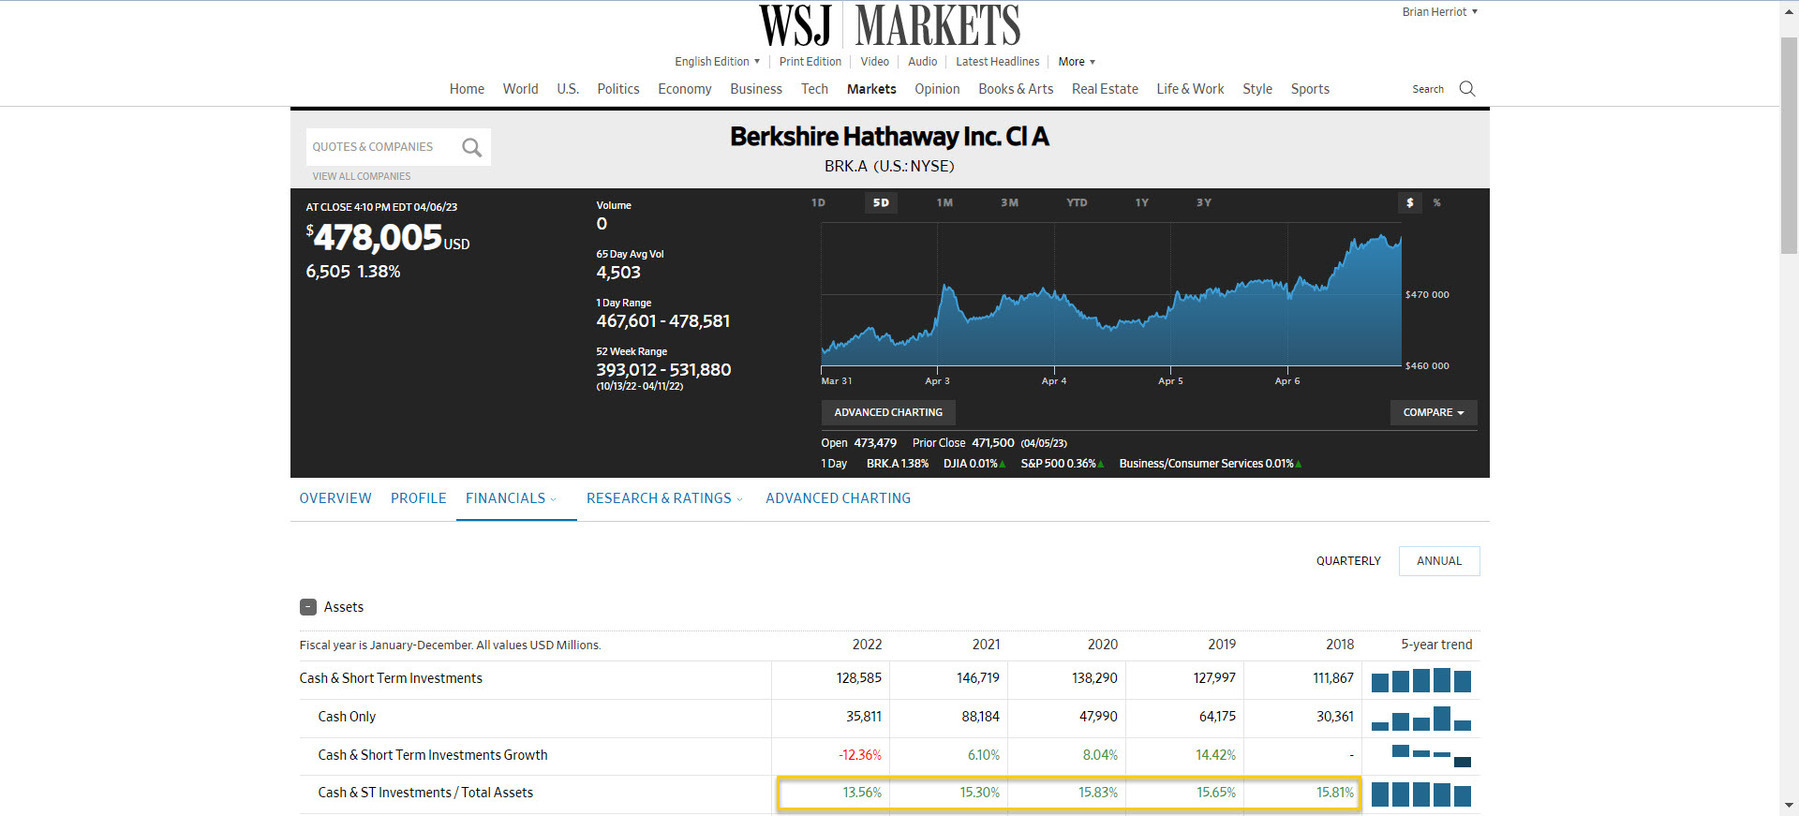 WSJ MARKETS
Brian Herriot
English Edition Print Edition Video Audio Latest Headlines More
Home World U.S. Politics Economy Business Tech Markets Opinion Books & Arts Real Estate Life & Work Style Sports Search
QUOTES & COMPANIES
VIEW ALL COMPANIES
Berkshire Hathaway Inc. Cl A
BRK.A (U.S.: NYSE)
AT CLOSE 4:10 PM EDT 04/06/23
$478,005 USD
6,505 1.38%
Volume
0
65 Day Avg Vol
4,503
1 Day Range
467,601 - 478,581
52 Week Range
393,012 - 531,880
(10/13/22 - 04/11/22)
1D 5D 1M 3M YTD 1Y 3Y $ %
$470 000
$460 000
Mar 31 Apr 3 Apr 4 Apr 5 Apr 6
ADVANCED CHARTING COMPARE
Open 473,479 Prior Close 471,500 (04/05/23)
1 Day BRK.A 1.38% DJIA 0.01% S&P 500 0.36% Business/Consumer Services 0.01%
OVERVIEW PROFILE FINANCIALS RESEARCH & RATINGS ADVANCED CHARTING
QUARTERLY ANNUAL
- Assets
Fiscal year is January-December. All values USD Millions. 2022 2021 2020 2019 2018 5-year trend
Cash & Short Term Investments 128,585 146,719 138,290 127,997 111,867
Cash Only 35,811 88,184 47,990 64,175 30,361
Cash & Short Term Investments Growth -12.36% 6.10% 8.04% 14.42% -
Cash & ST Investments / Total Assets 13.56% 15.30% 15.83% 15.65% 15.81%